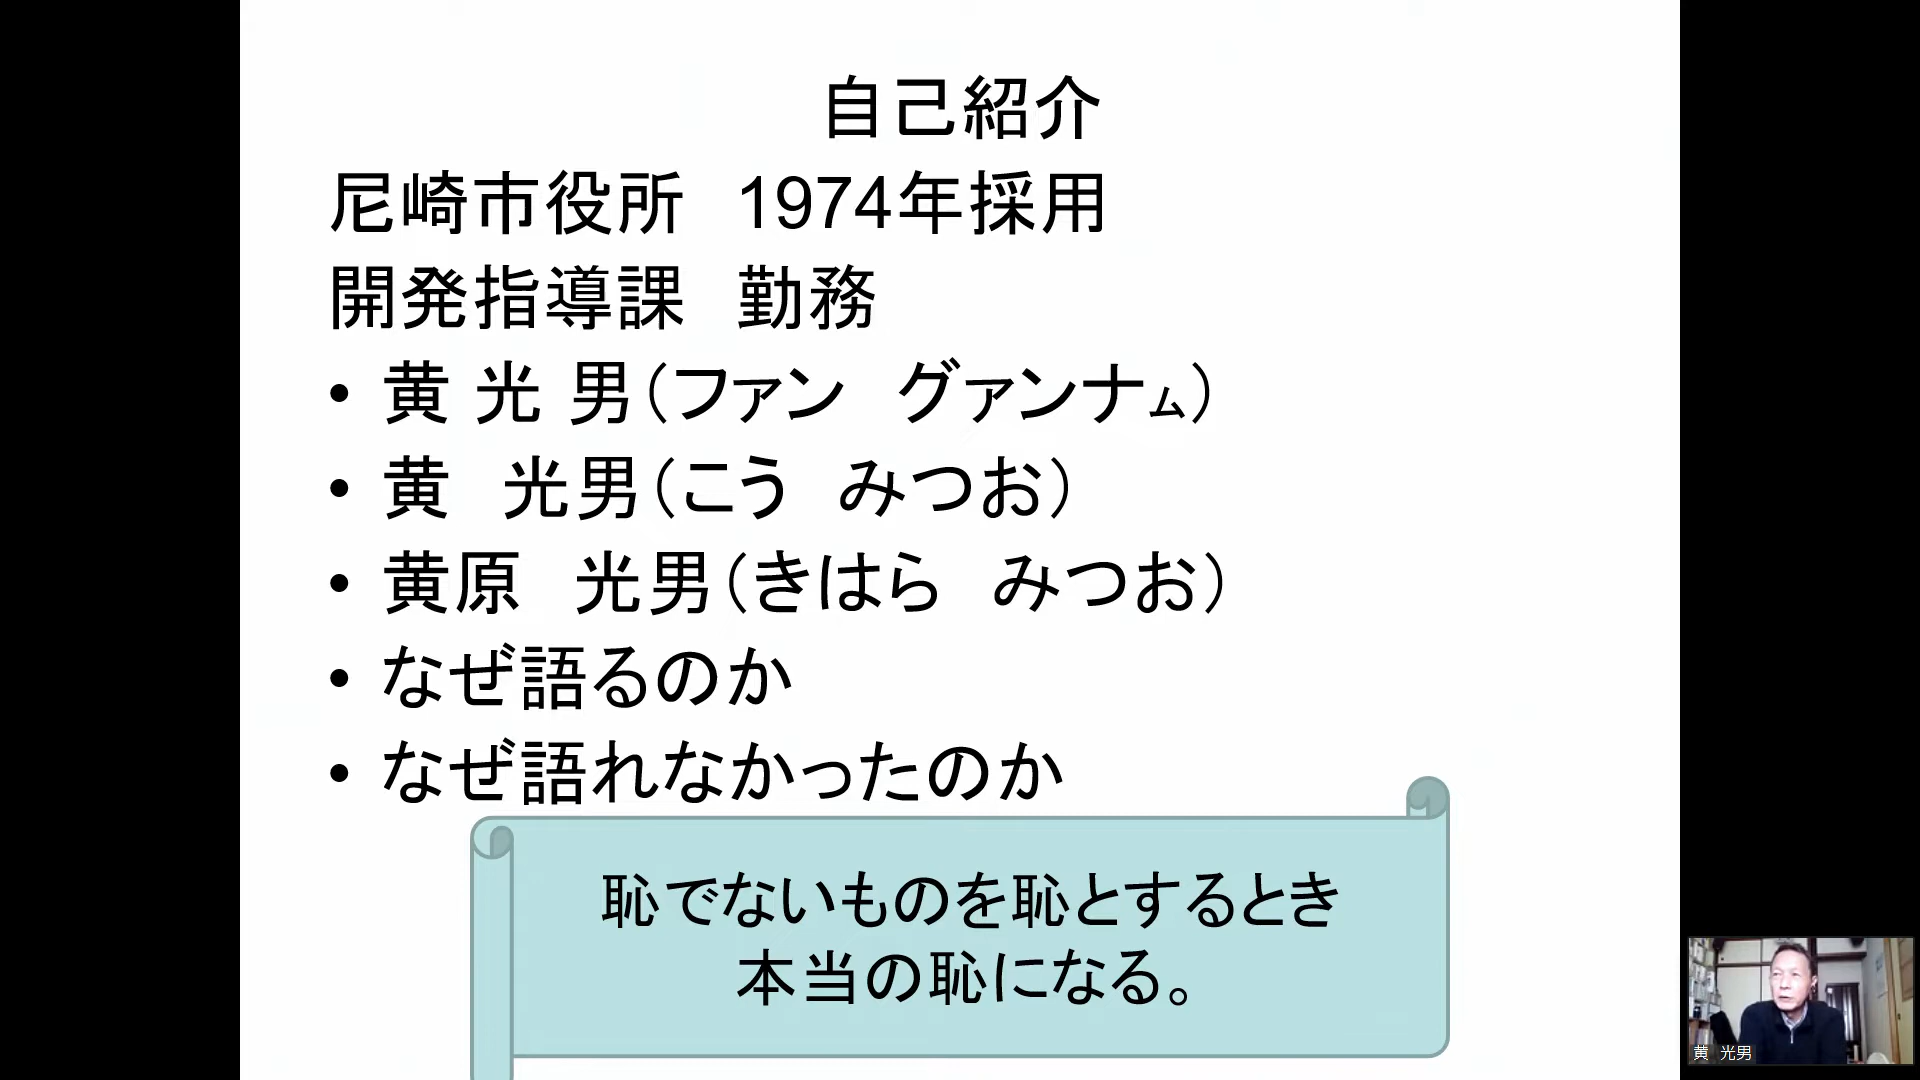 自己紹介
尼崎市役所　1974年採用
開発指導課　勤務
• 黄 光 男(ファン　グァンナム)
• 黄　光男(こう　みつお)
• 黄原　光男(きはら　みつお)
• なぜ語るのか
• なぜ語れなかったのか
恥でないものを恥とするとき
本当の恥になる。
黄　光男